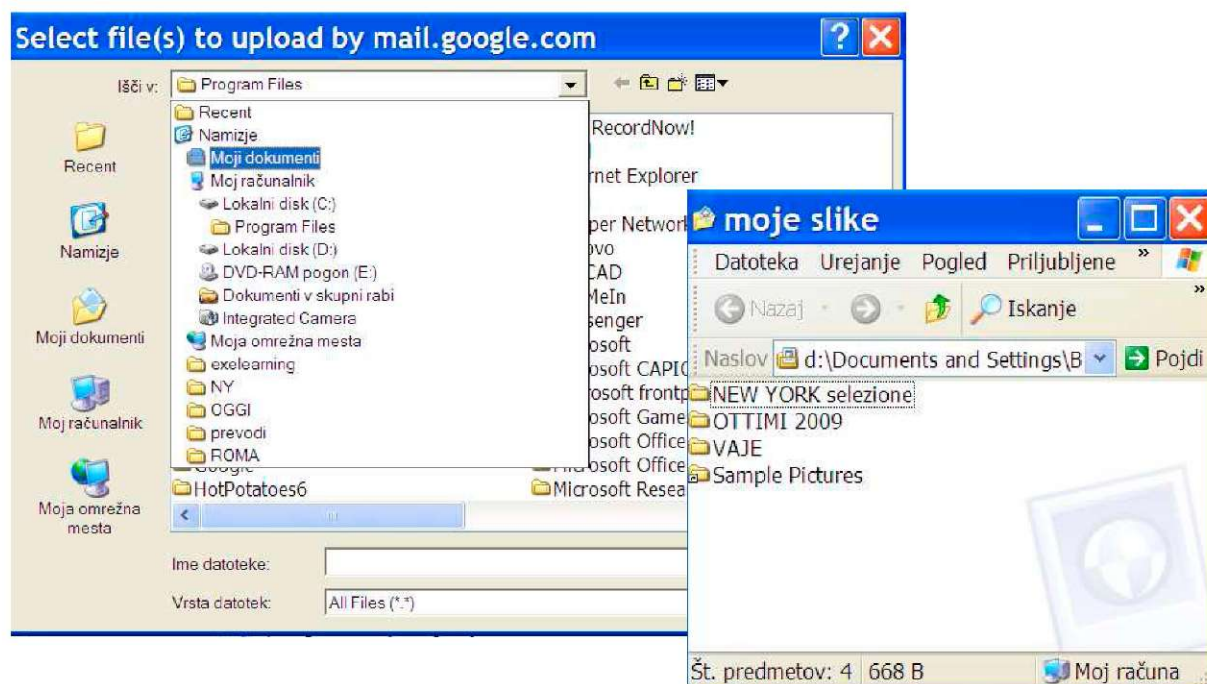 Select file(s) to upload by mail.google.com
Išči v:
Program Files
Recent
Namizje
Moji dokumenti
Moj računalnik
Lokalni disk (C:)
Program Files
Lokalni disk (D:)
DVD-RAM pogon (E:)
Dokumenti v skupni rabi
Integrated Camera
Moja omrežna mesta
exelearning
NY
OGGI
prevodi
ROMA
Google
HotPotatoes6
Recent
Namizje
Moji dokumenti
Moj računalnik
Moja omrežna
mesta
RecordNow!
rnet Explorer
per Network
ovo
CAD
MeIn
senger
osoft
osoft CAPIC
osoft frontp
osoft Game
osoft Office
osoft Office
Microsoft Resea
Ime datoteke:
Vrsta datotek:
All Files (*.*)
moje slike
Datoteka Urejanje Pogled Priljubljene »
Nazaj Iskanje »
Naslov d:\Documents and Settings\B Pojdi
NEW YORK selezione
OTTIMI 2009
VAJE
Sample Pictures
Št. predmetov: 4 668 B Moj računa